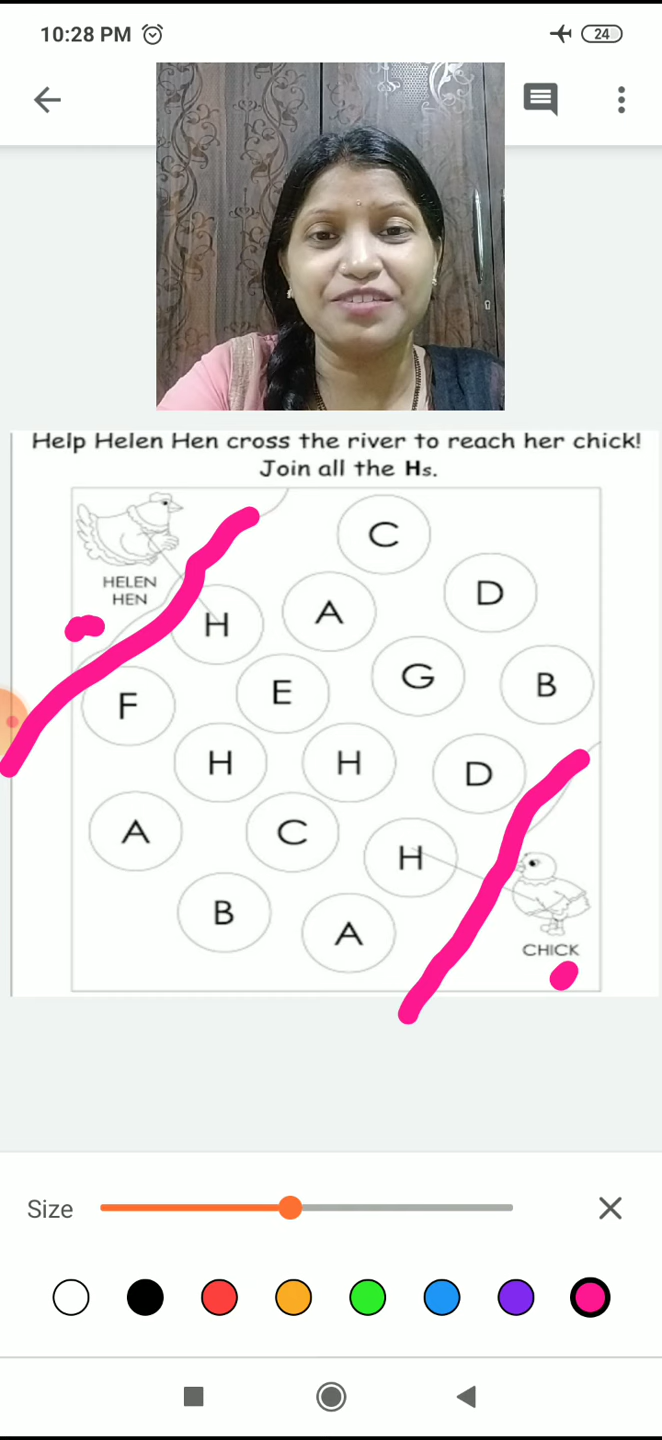 10:28 PM 24
Help Helen Hen cross the river to reach her chick!
Join all the Hs.
C
D
HELEN
HEN
A
H
G
B
E
F
H
H
D
A
C
H
B
A
CHICK
Size